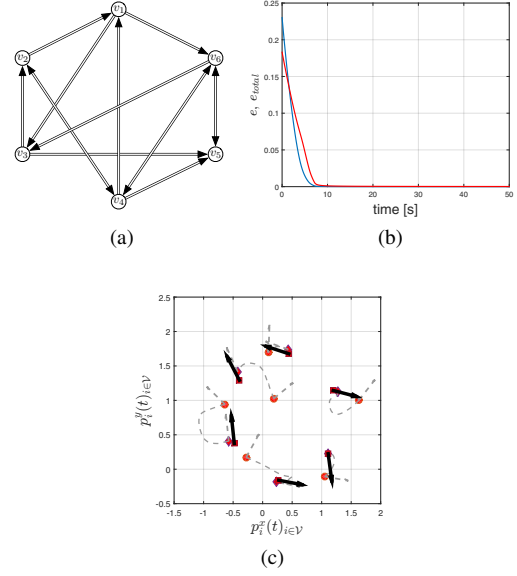 v₁
v₂
v₆
v₃
v₅
v₄
(a)
(b)
e, e_total
0.25
0.2
0.15
0.1
0.05
0
0 10 20 30 40 50
time [s]
(c)
p_i^y(t)_{i∈𝒱}
2.5
2
1.5
1
0.5
0
-0.5
-1.5 -1 -0.5 0 0.5 1 1.5 2
p_i^x(t)_{i∈𝒱}